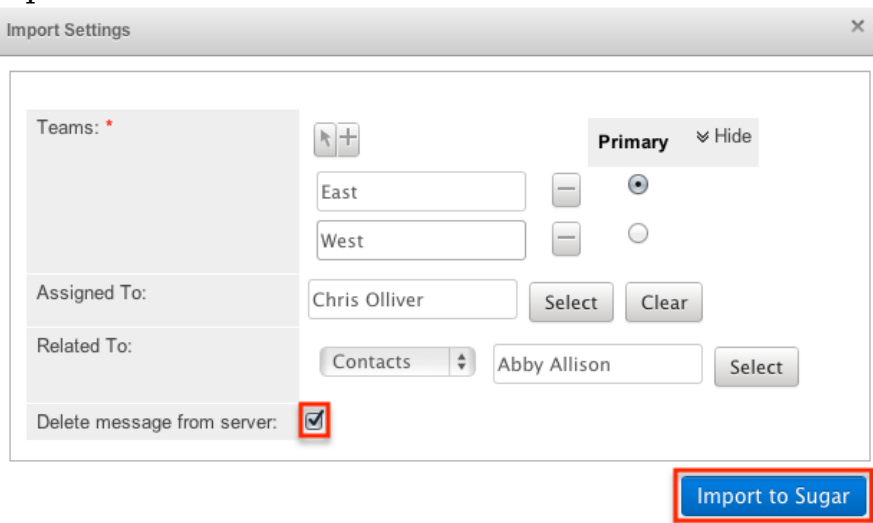 Import Settings ×
Teams: * Primary Hide
East
West
Assigned To: Chris Olliver Select Clear
Related To: Contacts Abby Allison Select
Delete message from server:
Import to Sugar